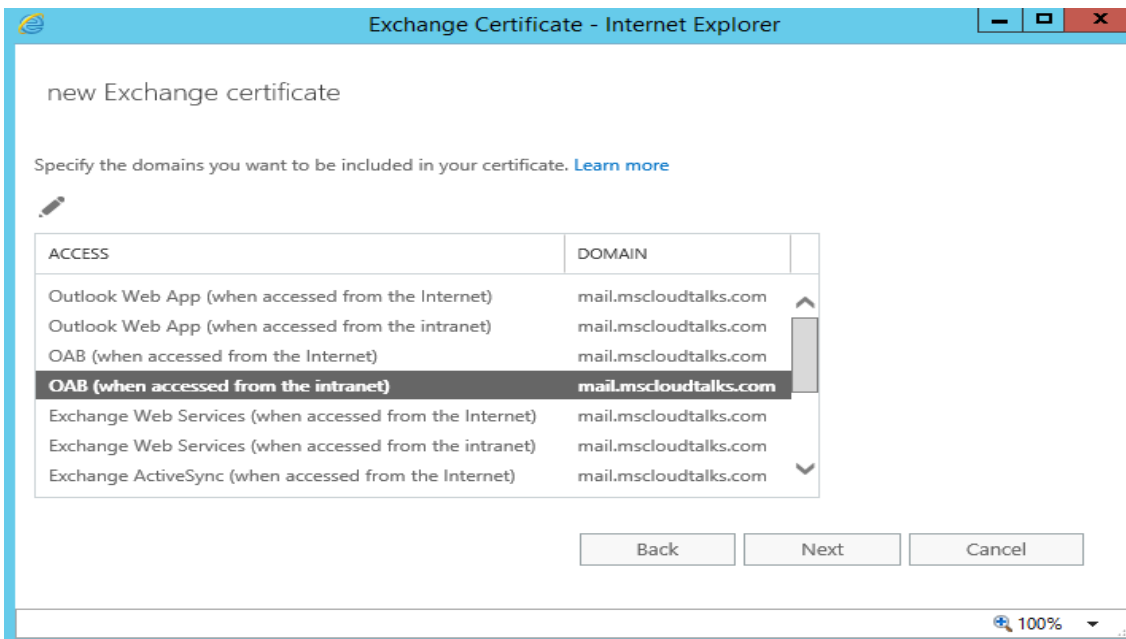 Exchange Certificate - Internet Explorer
new Exchange certificate
Specify the domains you want to be included in your certificate. Learn more
ACCESS DOMAIN
Outlook Web App (when accessed from the Internet) mail.mscloudtalks.com
Outlook Web App (when accessed from the intranet) mail.mscloudtalks.com
OAB (when accessed from the Internet) mail.mscloudtalks.com
OAB (when accessed from the intranet) mail.mscloudtalks.com
Exchange Web Services (when accessed from the Internet) mail.mscloudtalks.com
Exchange Web Services (when accessed from the intranet) mail.mscloudtalks.com
Exchange ActiveSync (when accessed from the Internet) mail.mscloudtalks.com
Back Next Cancel
100%